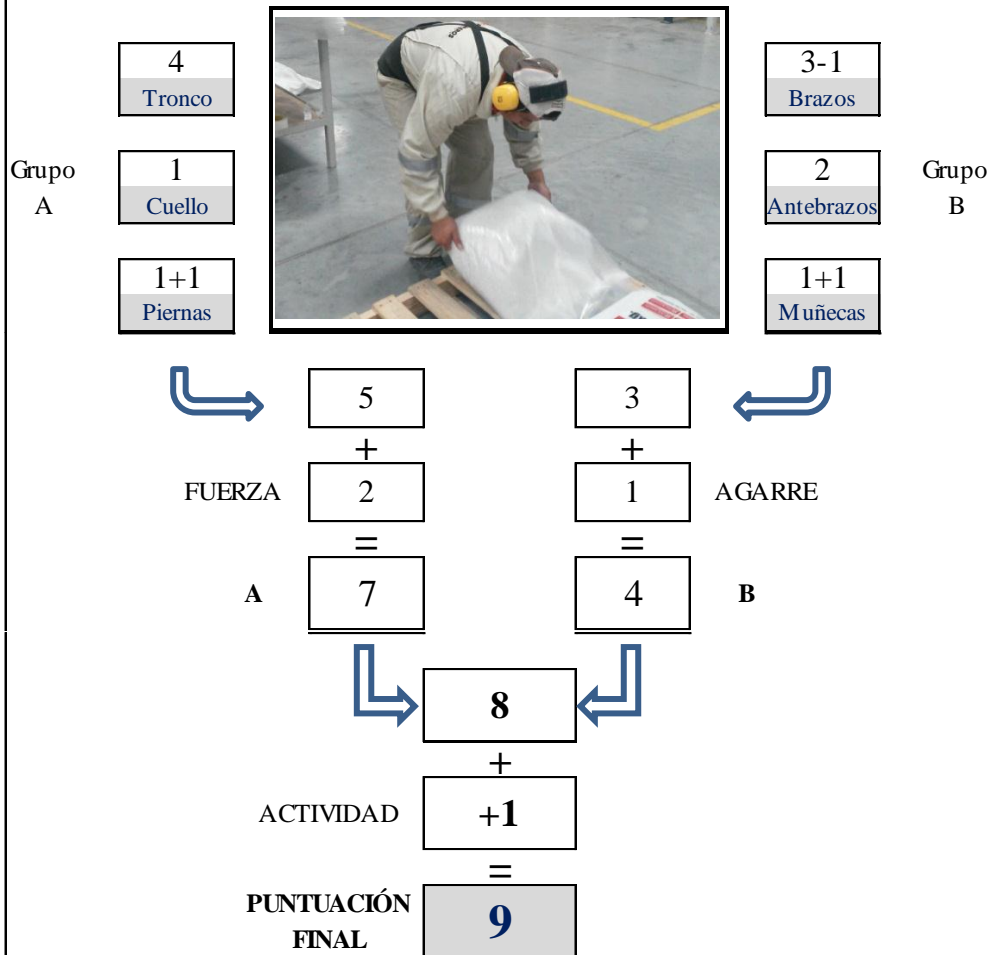 4
Tronco
Grupo
A
1
Cuello
1+1
Piernas
3-1
Brazos
2
Antebrazos
Grupo
B
1+1
Muñecas
5
+
FUERZA 2
=
A 7
3
+
1 AGARRE
=
4 B
8
+
ACTIVIDAD +1
=
PUNTUACIÓN
FINAL
9